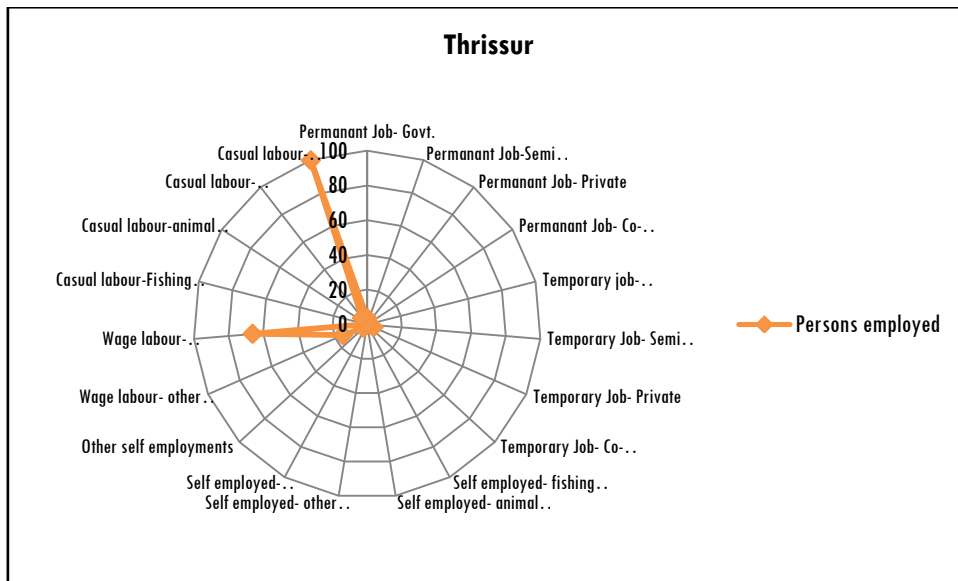 Thrissur
Permanant Job- Govt.
Permanant Job-Semi..
Permanant Job- Private
Permanant Job- Co-..
Temporary job-..
Temporary Job- Semi..
Temporary Job- Private
Temporary Job- Co-..
Self employed- fishing..
Self employed- animal..
Self employed- other..
Self employed-..
Other self employments
Wage labour- other..
Wage labour-..
Casual labour-Fishing..
Casual labour-animal..
Casual labour-..
Casual labour-..
100
80
60
40
20
0
Persons employed